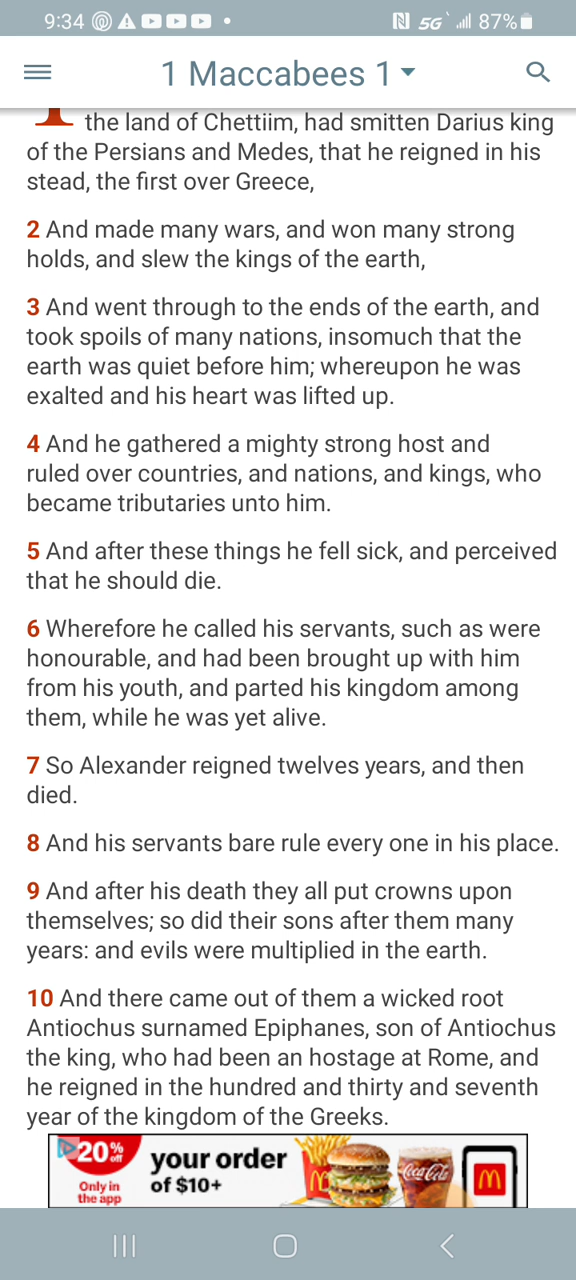 9:34
5G
87%
1 Maccabees 1
the land of Chettiim, had smitten Darius king
of the Persians and Medes, that he reigned in his
stead, the first over Greece,
2 And made many wars, and won many strong
holds, and slew the kings of the earth,
3 And went through to the ends of the earth, and
took spoils of many nations, insomuch that the
earth was quiet before him; whereupon he was
exalted and his heart was lifted up.
4 And he gathered a mighty strong host and
ruled over countries, and nations, and kings, who
became tributaries unto him.
5 And after these things he fell sick, and perceived
that he should die.
6 Wherefore he called his servants, such as were
honourable, and had been brought up with him
from his youth, and parted his kingdom among
them, while he was yet alive.
7 So Alexander reigned twelves years, and then
died.
8 And his servants bare rule every one in his place.
9 And after his death they all put crowns upon
themselves; so did their sons after them many
years: and evils were multiplied in the earth.
10 And there came out of them a wicked root
Antiochus surnamed Epiphanes, son of Antiochus
the king, who had been an hostage at Rome, and
he reigned in the hundred and thirty and seventh
year of the kingdom of the Greeks.
20% off
Only in
the app
your order
of $10+
Coca-Cola